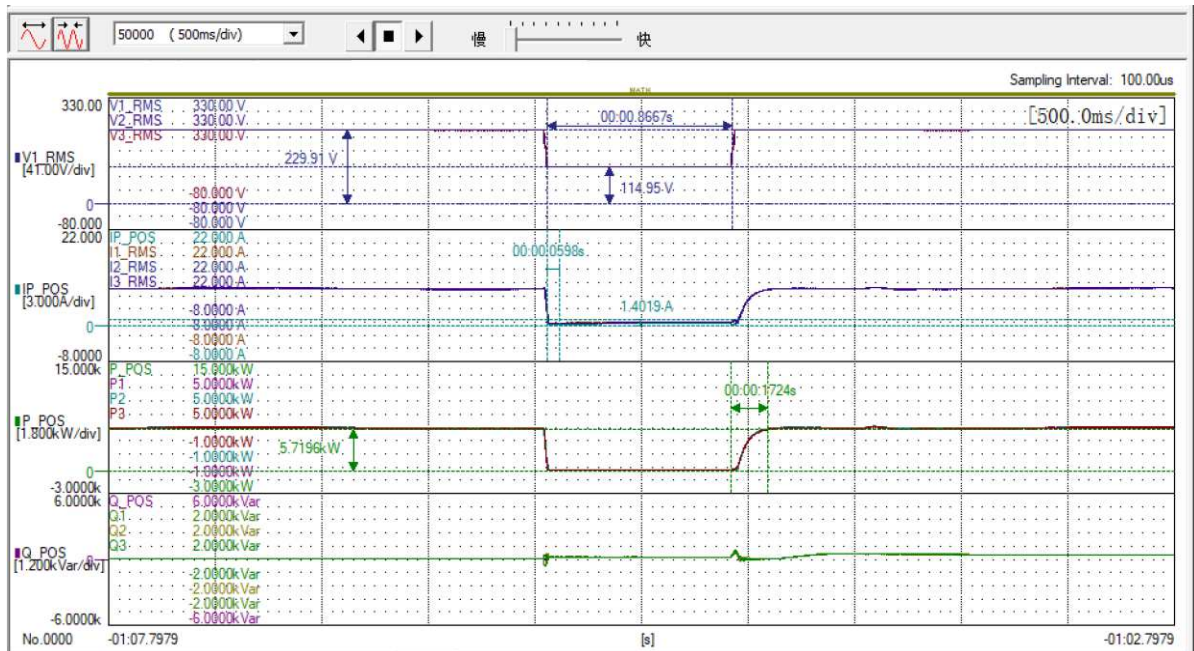 50000 (500ms/div)
慢
快
Sampling Interval: 100.00us
MATH
330.00
V1_RMS 330.00 V
V2_RMS 330.00 V
V3_RMS 330.00 V
00:00.8667s
[500.0ms/div]
V1_RMS
[41.00V/div]
229.91 V
114.95 V
-80.000 V
0
-80.000 V
-80.000 V
-80.000
22.000
IP_POS 22.000 A
I1_RMS 22.000 A
I2_RMS 22.000 A
I3_RMS 22.000 A
00:00.0598s
IP_POS
[3.000A/div]
1.4019 A
-8.0000 A
0
-8.0000 A
-8.0000 A
-8.0000 A
-8.0000
15.000k
P_POS 15.000kW
P1 5.0000kW
P2 5.0000kW
P3 5.0000kW
00:00.1724s
P_POS
[1.800kW/div]
5.7196kW
-1.0000kW
-1.0000kW
0
-1.0000kW
-3.0000kW
-3.0000k
6.0000k
Q_POS 6.0000kVar
Q1 2.0000kVar
Q2 2.0000kVar
Q3 2.0000kVar
Q_POS
[1.200kVar/div]
-2.0000kVar
-2.0000kVar
-2.0000kVar
-6.0000kVar
-6.0000k
No.0000
-01:07.7979
[s]
-01:02.7979